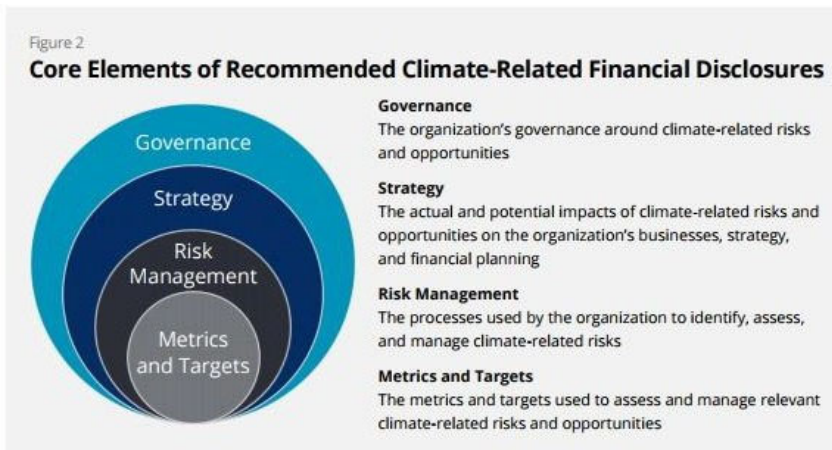 Figure 2
Core Elements of Recommended Climate-Related Financial Disclosures
Governance
Strategy
Risk
Management
Metrics
and Targets
Governance
The organization's governance around climate-related risks
and opportunities
Strategy
The actual and potential impacts of climate-related risks and
opportunities on the organization's businesses, strategy,
and financial planning
Risk Management
The processes used by the organization to identify, assess,
and manage climate-related risks
Metrics and Targets
The metrics and targets used to assess and manage relevant
climate-related risks and opportunities